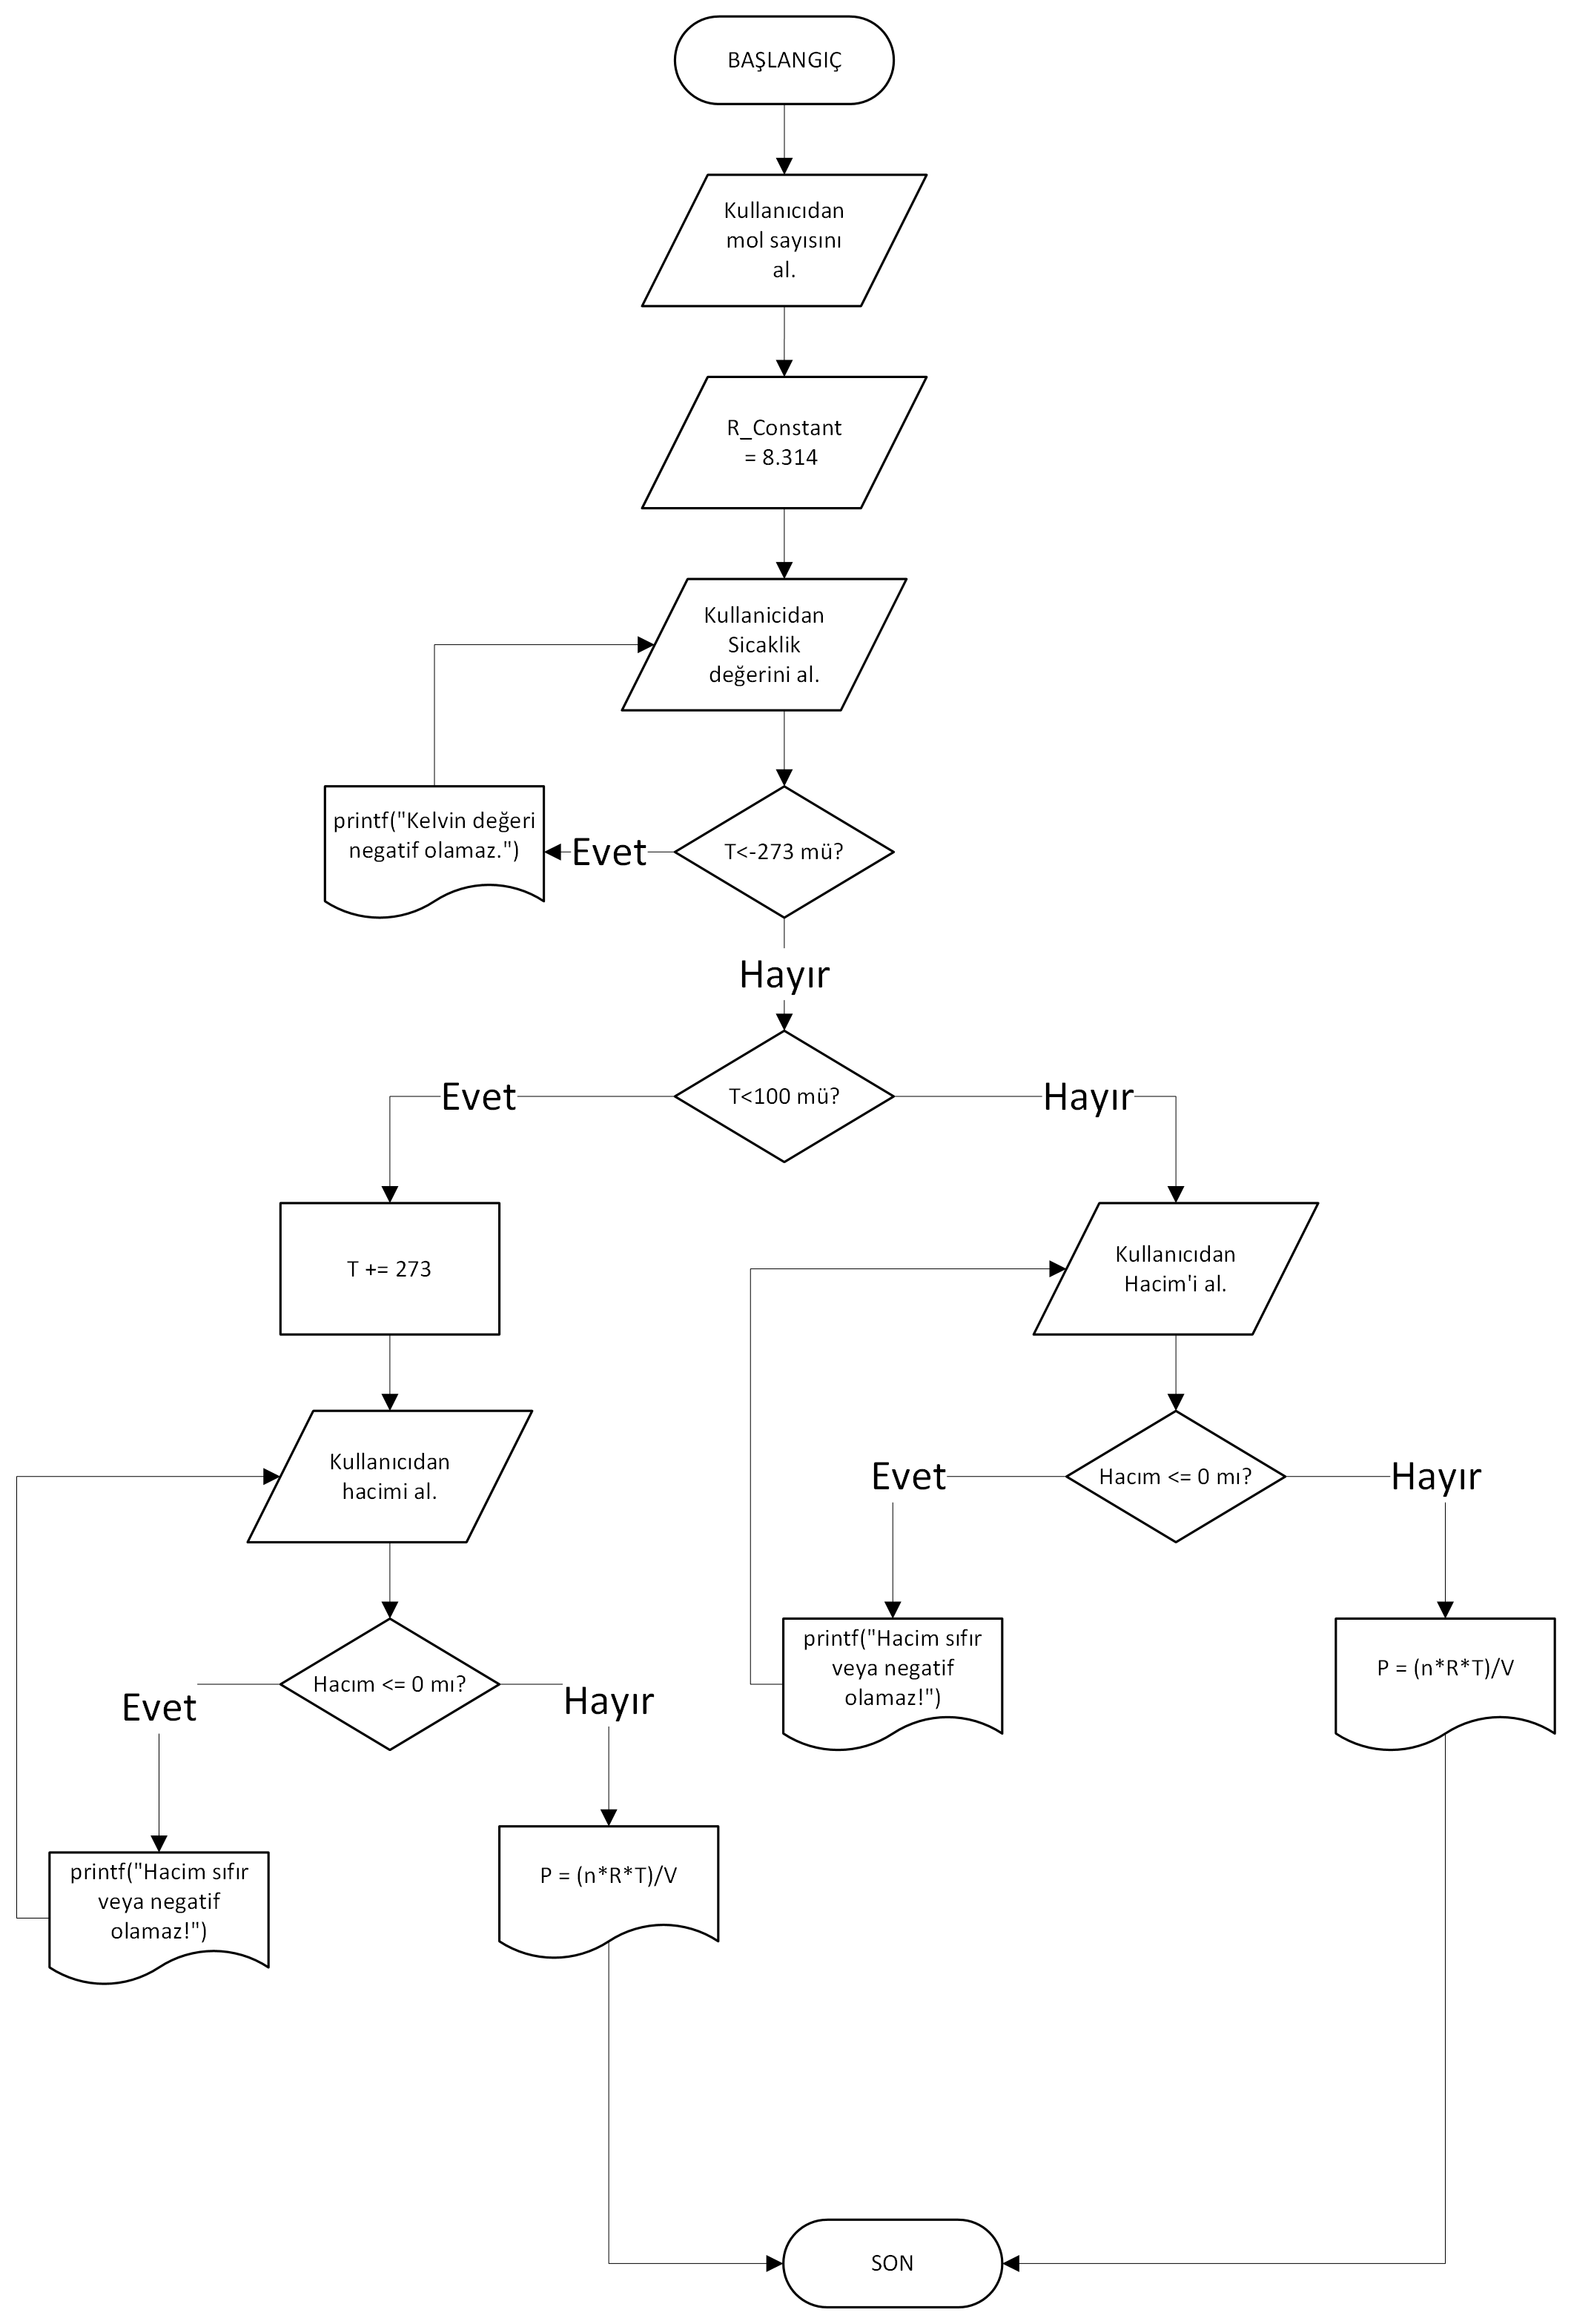 BAŞLANGIÇ
Kullanıcıdan
mol sayısını
al.
R_Constant
= 8.314
Kullanicidan
Sicaklik
değerini al.
printf("Kelvin değeri
negatif olamaz.")
Evet
T<-273 mü?
Hayır
Evet
T<100 mü?
Hayır
T += 273
Kullanıcıdan
Hacim'i al.
Kullanıcıdan
hacimi al.
Evet
Hacım <= 0 mı?
Hayır
printf("Hacim sıfır
veya negatif
olamaz!")
P = (n*R*T)/V
Evet
Hacım <= 0 mı?
Hayır
printf("Hacim sıfır
veya negatif
olamaz!")
P = (n*R*T)/V
SON